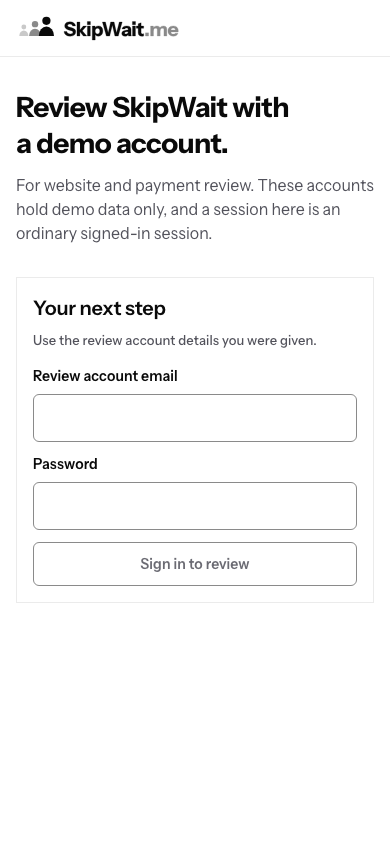 SkipWait.me
Review SkipWait with
a demo account.
For website and payment review. These accounts
hold demo data only, and a session here is an
ordinary signed-in session.
Your next step
Use the review account details you were given.
Review account email
Password
Sign in to review